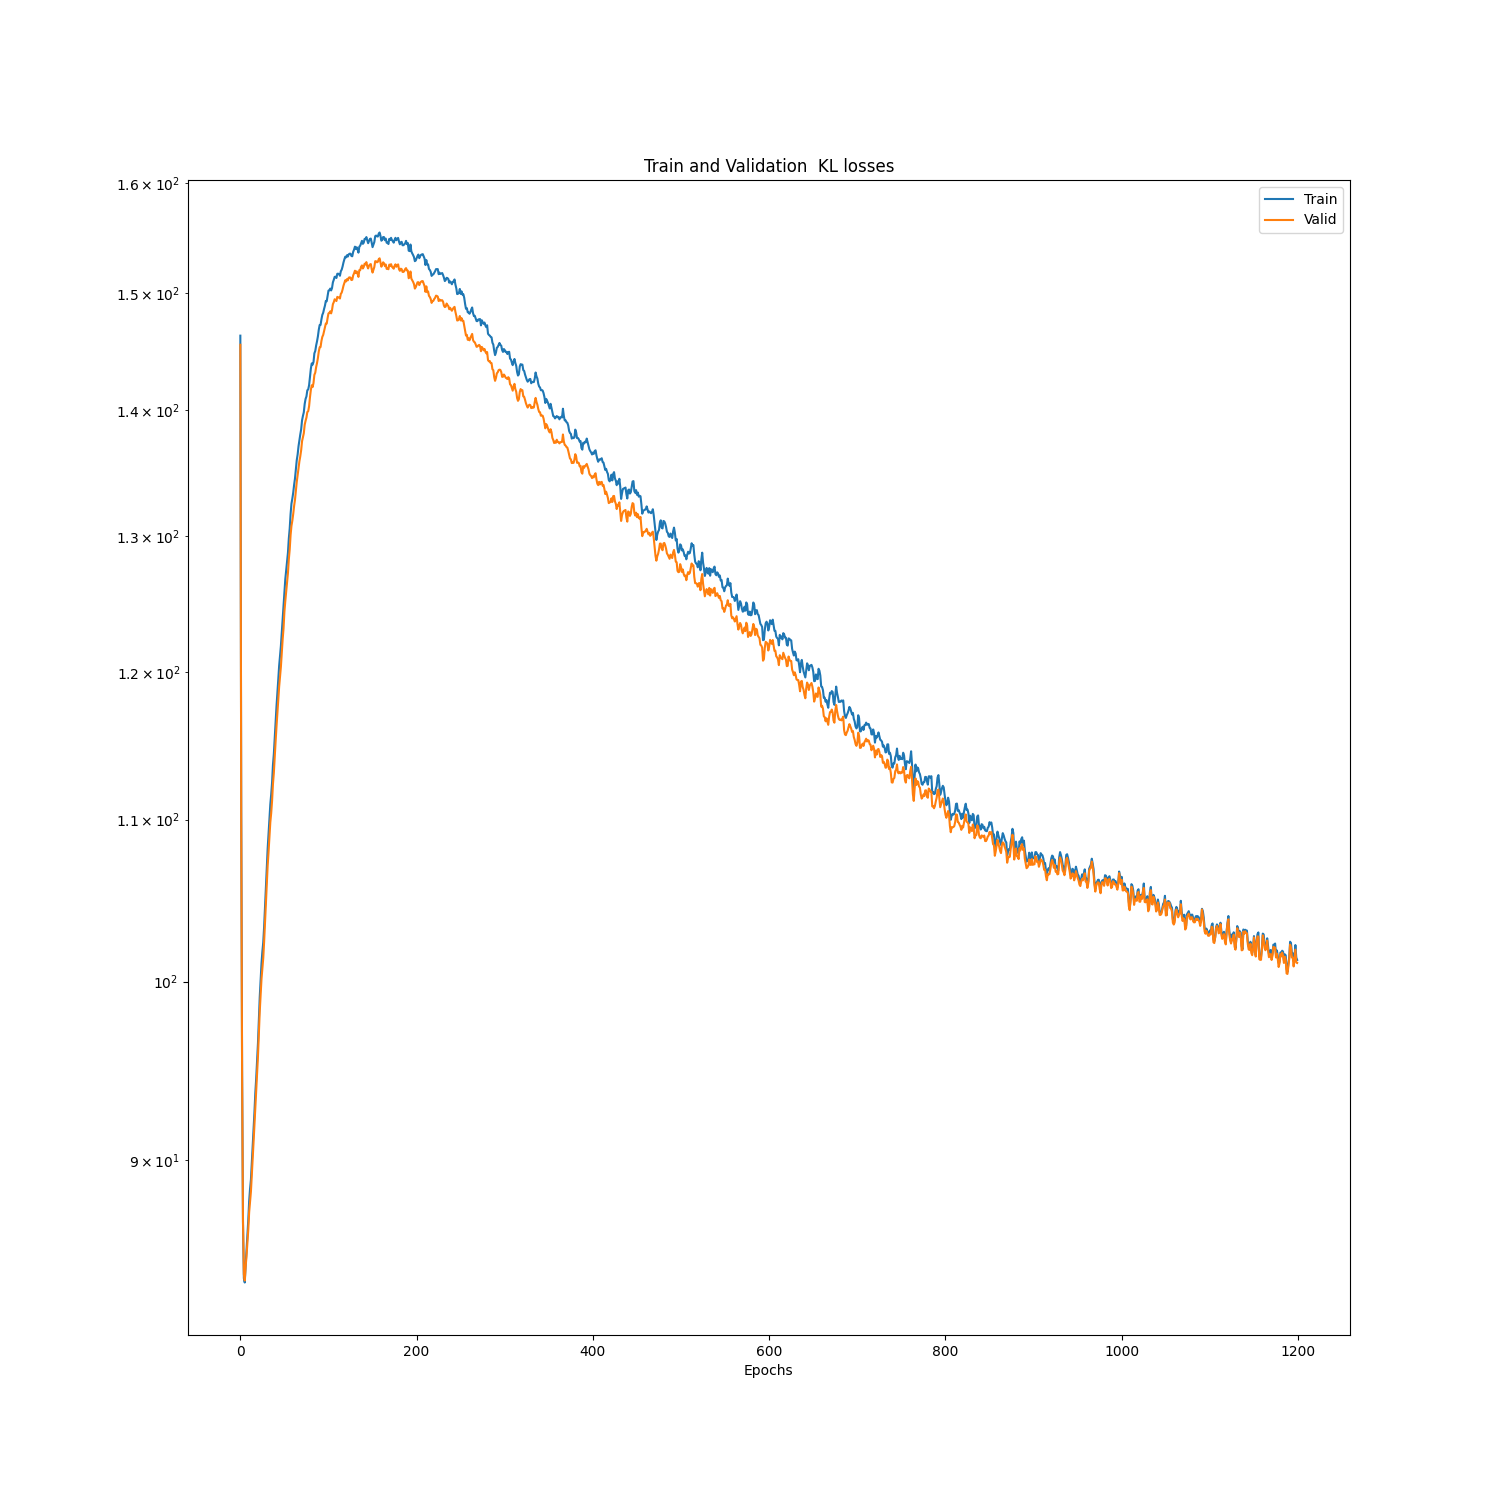 Train and Validation  KL losses
1.6 × 10²
Train
Valid
1.5 × 10²
1.4 × 10²
1.3 × 10²
1.2 × 10²
1.1 × 10²
10²
9 × 10¹
0 200 400 600 800 1000 1200
Epochs